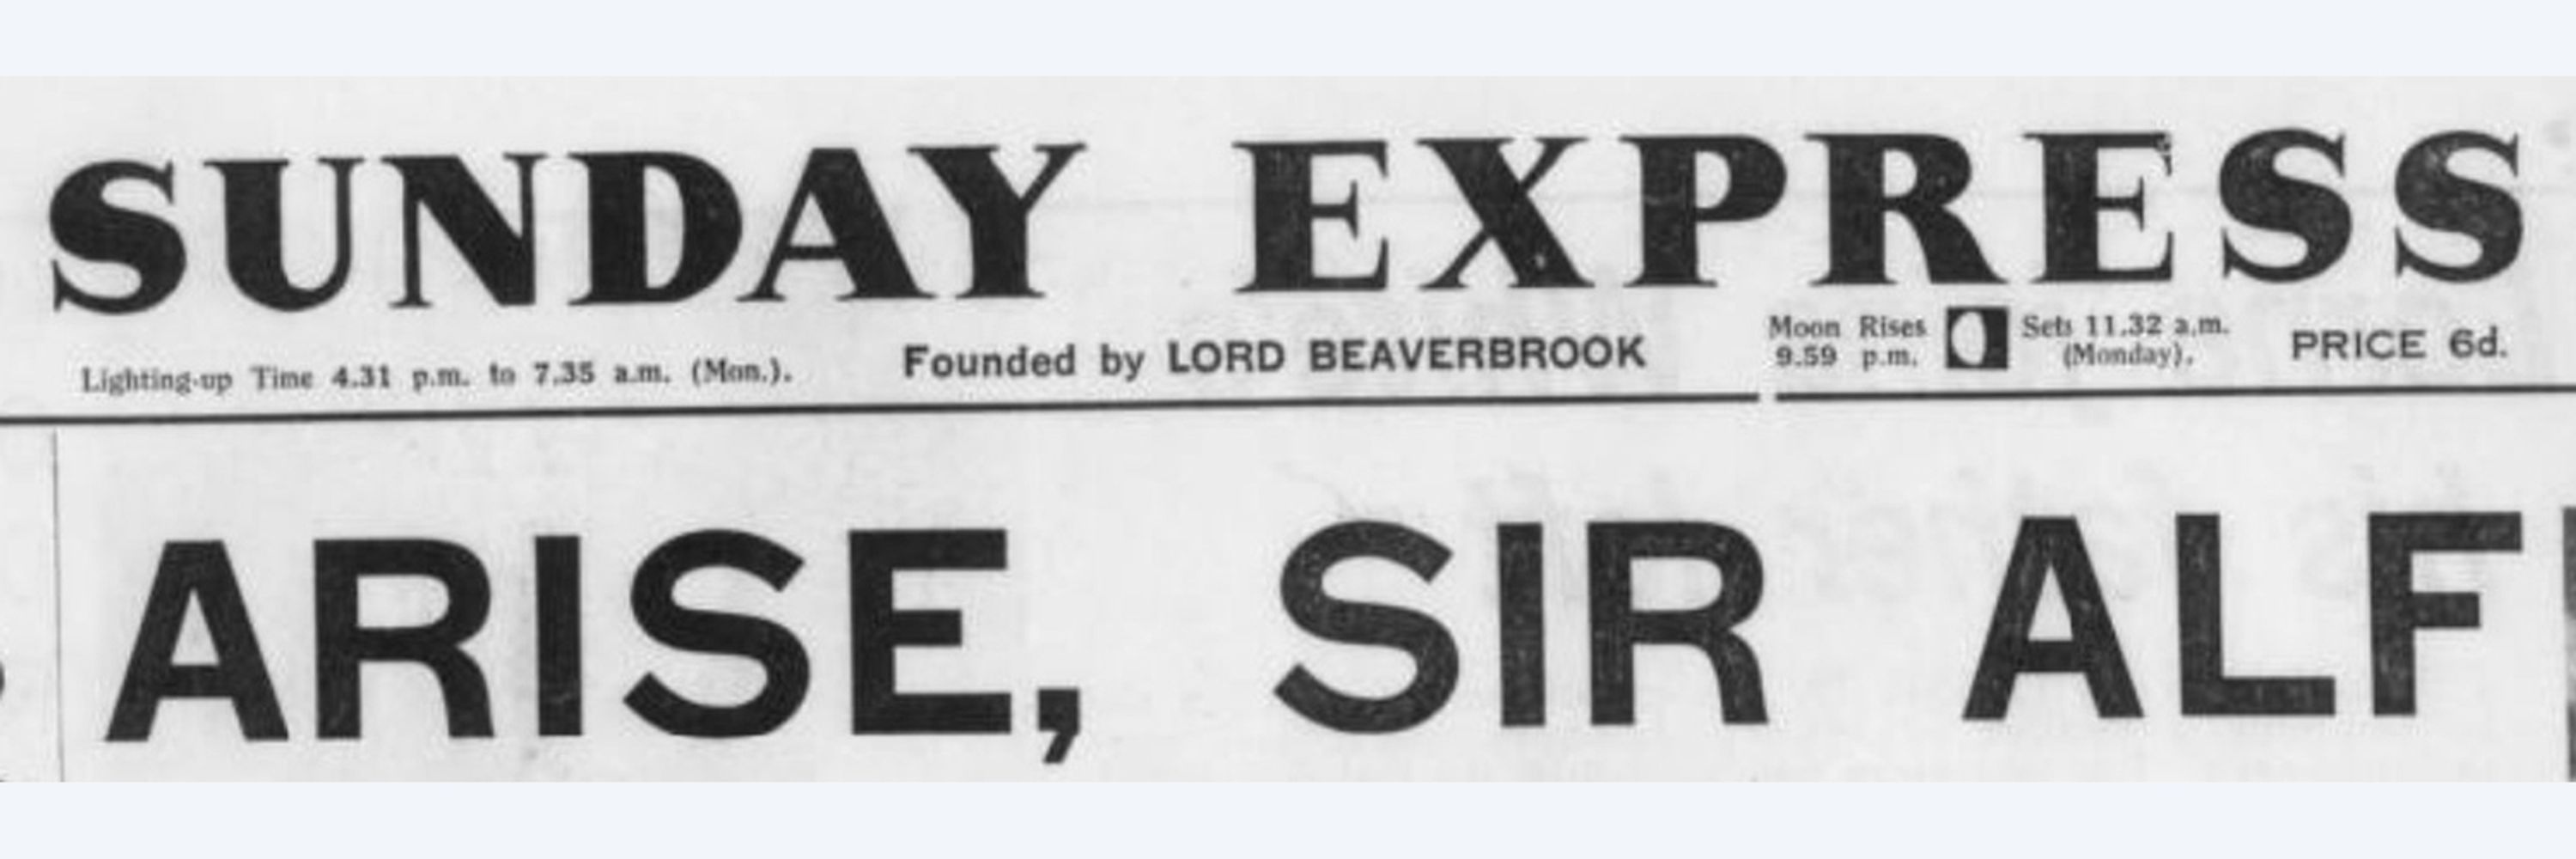 SUNDAY EXPRESS
Lighting-up Time 4.31 p.m. to 7.35 a.m. (Mon.). Founded by LORD BEAVERBROOK Moon Rises 9.59 p.m. Sets 11.32 a.m. (Monday). PRICE 6d.
ARISE, SIR ALF